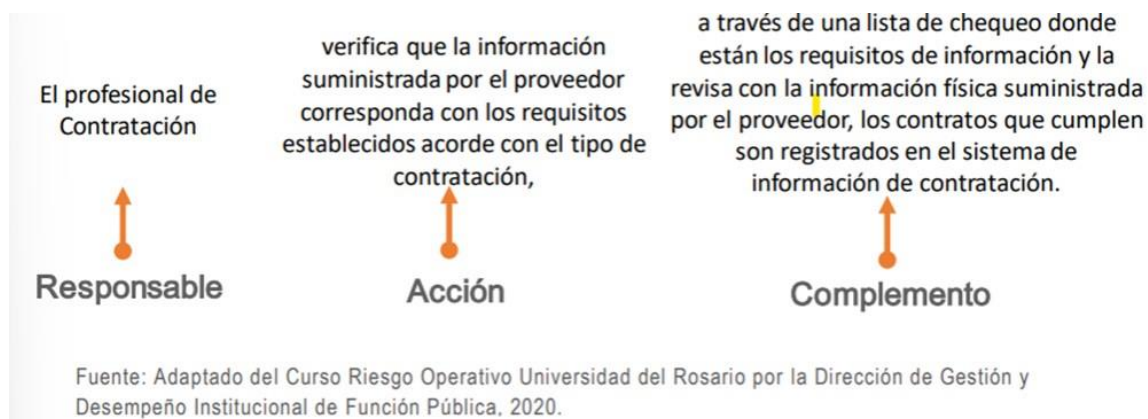 El profesional de
Contratación
verifica que la información
suministrada por el proveedor
corresponda con los requisitos
establecidos acorde con el tipo de
contratación,
a través de una lista de chequeo donde
están los requisitos de información y la
revisa con la información física suministrada
por el proveedor, los contratos que cumplen
son registrados en el sistema de
información de contratación.
Responsable
Acción
Complemento
Fuente: Adaptado del Curso Riesgo Operativo Universidad del Rosario por la Dirección de Gestión y
Desempeño Institucional de Función Pública, 2020.